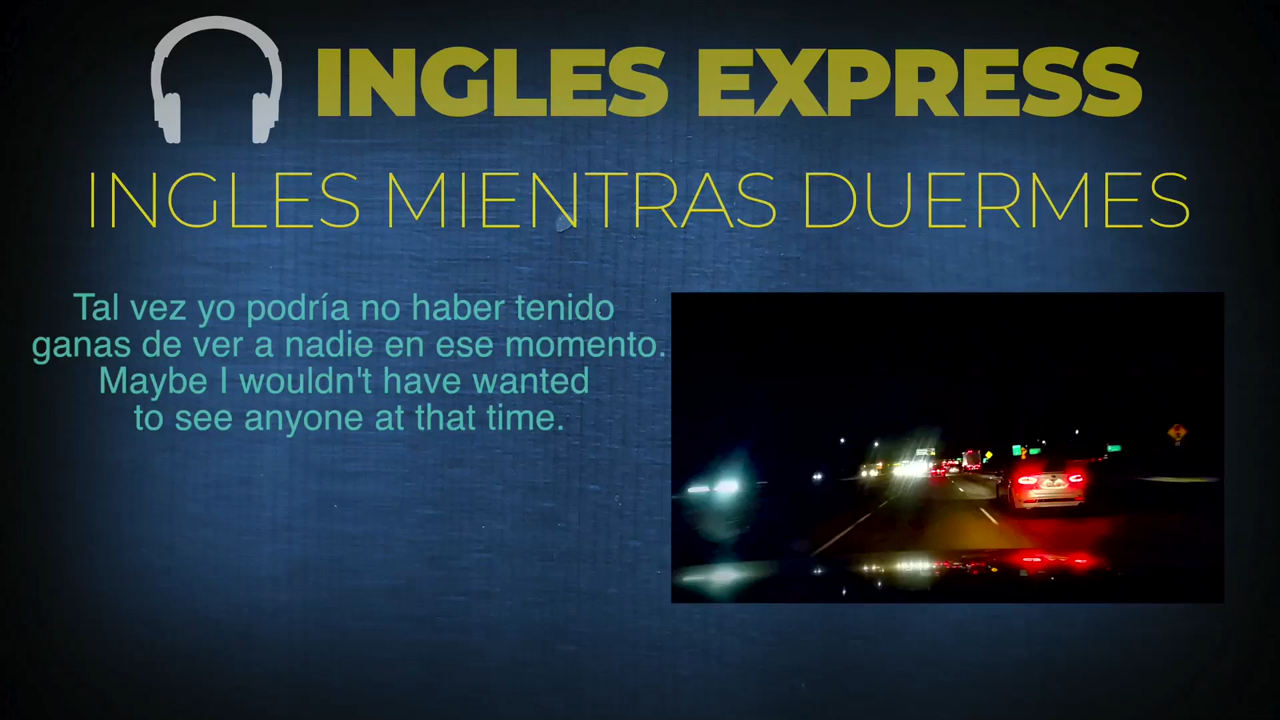 INGLES EXPRESS
INGLES MIENTRAS DUERMES
Tal vez yo podría no haber tenido
ganas de ver a nadie en ese momento.
Maybe I wouldn't have wanted
to see anyone at that time.